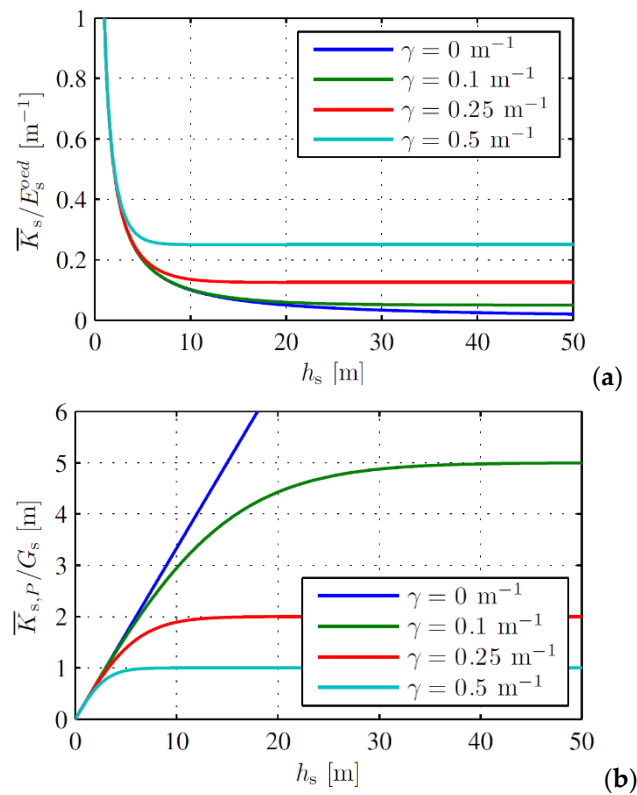 1
0.8
0.6
0.4
0.2
0
K̅ₛ/Eₛᵒᵉᵈ [m⁻¹]
γ = 0 m⁻¹
γ = 0.1 m⁻¹
γ = 0.25 m⁻¹
γ = 0.5 m⁻¹
0 10 20 30 40 50
hₛ [m]
(a)
6
5
4
3
2
1
0
K̅ₛ,P/Gₛ [m]
γ = 0 m⁻¹
γ = 0.1 m⁻¹
γ = 0.25 m⁻¹
γ = 0.5 m⁻¹
0 10 20 30 40 50
hₛ [m]
(b)